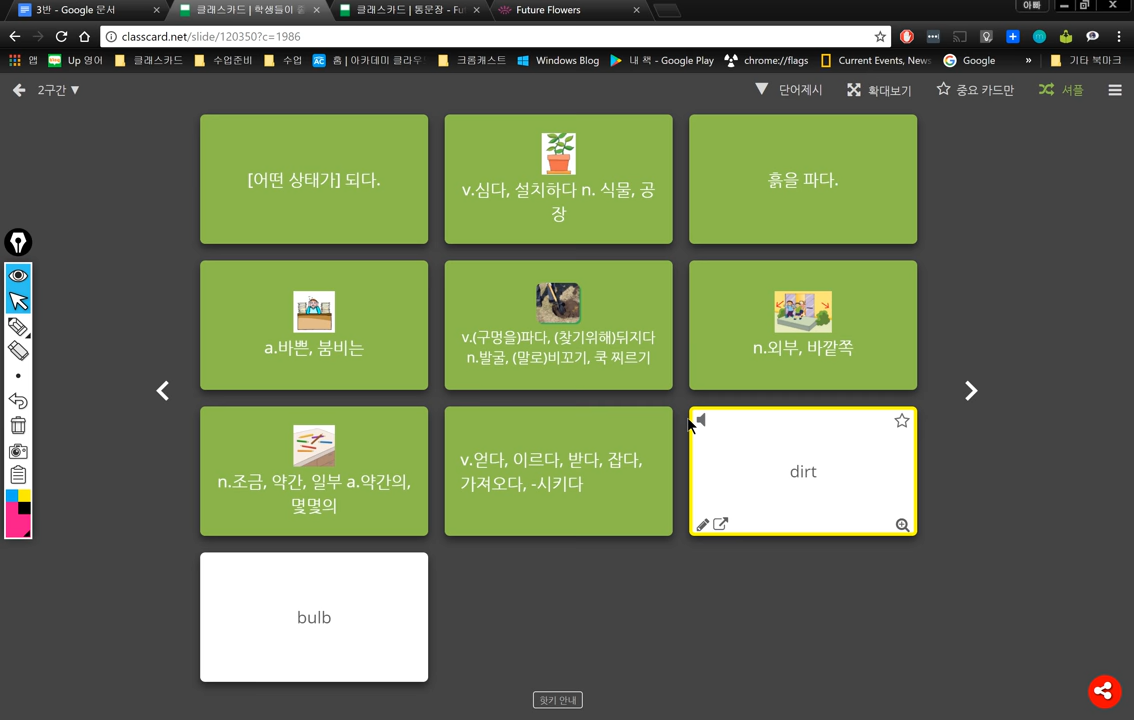 3반 - Google 문서
클래스카드 | 학생들이
클래스카드 | 통문장 - Fu
Future Flowers
아빠
classcard.net/slide/120350?c=1986
앱
Up 영어
클래스카드
수업준비
수업
홈 | 아카데미 클라우
크롬캐스트
Windows Blog
내 책 - Google Play
chrome://flags
Current Events, News
Google
»
기타 북마크
2구간 ▼
단어제시
확대보기
중요 카드만
셔플
[어떤 상태가] 되다.
v.심다, 설치하다 n. 식물, 공
장
흙을 파다.
a.바쁜, 붐비는
v.(구멍을)파다, (찾기위해)뒤지다
n.발굴, (말로)비꼬기, 쿡 찌르기
n.외부, 바깥쪽
n.조금, 약간, 일부 a.약간의,
몇몇의
v.얻다, 이르다, 받다, 잡다,
가져오다, -시키다
dirt
bulb
핫키 안내